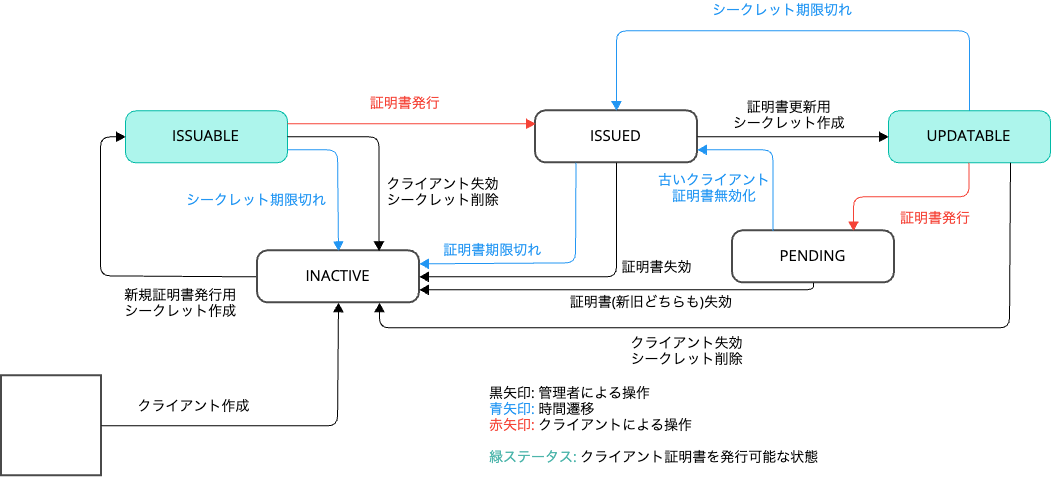 シークレット期限切れ
証明書発行
証明書更新用
シークレット作成
ISSUABLE
ISSUED
UPDATABLE
クライアント失効
シークレット削除
シークレット期限切れ
古いクライアント
証明書無効化
証明書発行
証明書期限切れ
PENDING
証明書失効
INACTIVE
新規証明書発行用
シークレット作成
証明書(新旧どちらも)失効
クライアント失効
シークレット削除
クライアント作成
黒矢印: 管理者による操作
青矢印: 時間遷移
赤矢印: クライアントによる操作
緑ステータス: クライアント証明書を発行可能な状態